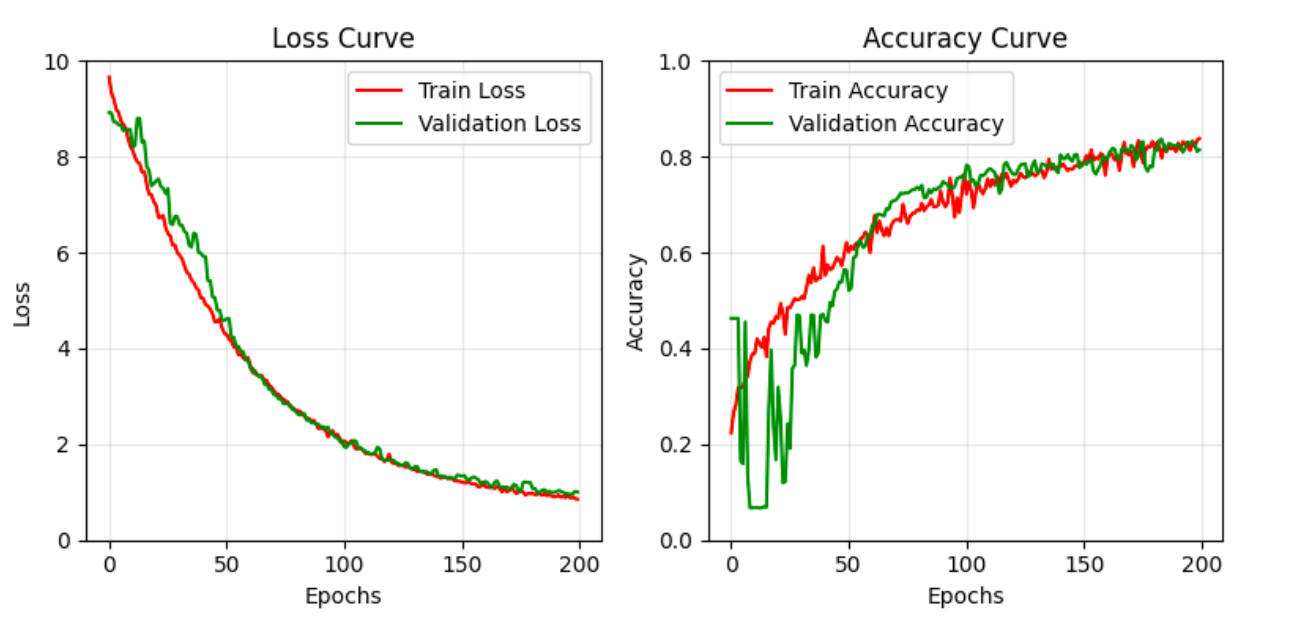 Loss Curve
10
8
6
4
2
0
Loss
0 50 100 150 200
Epochs
Train Loss
Validation Loss
Accuracy Curve
1.0
0.8
0.6
0.4
0.2
0.0
Accuracy
0 50 100 150 200
Epochs
Train Accuracy
Validation Accuracy